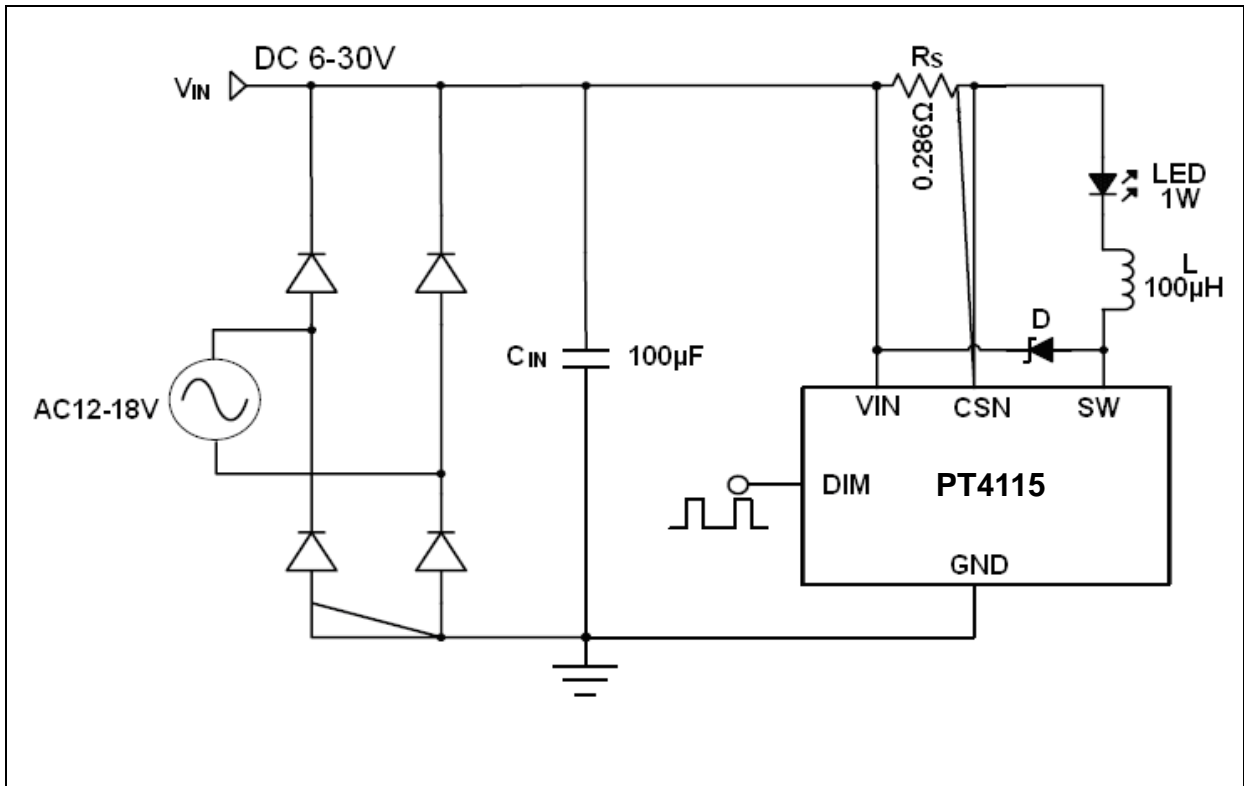 DC 6-30V
VIN
RS
0.286Ω
LED
1W
L
100µH
D
CIN
100µF
AC12-18V
VIN
CSN
SW
DIM
PT4115
GND